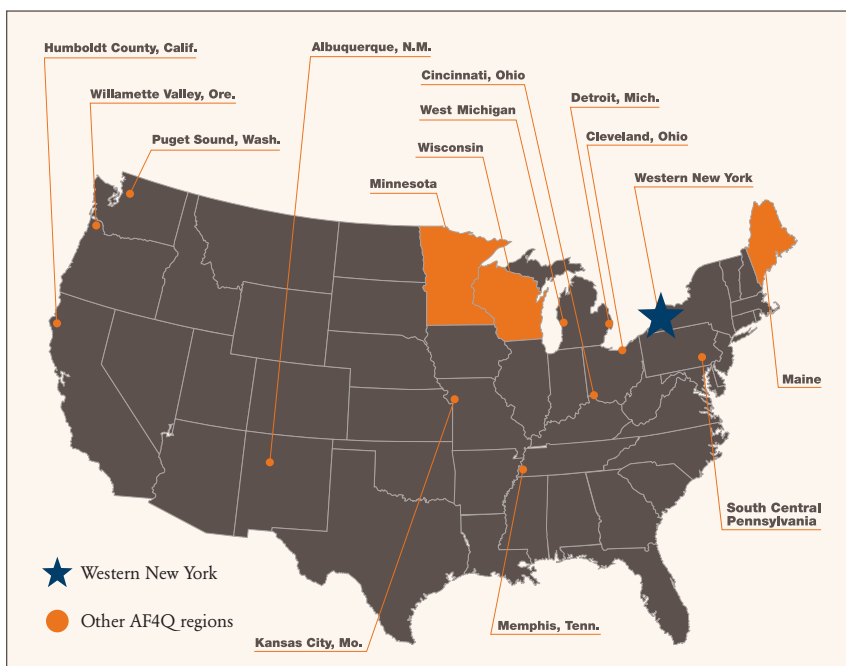 Humboldt County, Calif.
Albuquerque, N.M.
Cincinnati, Ohio
Willamette Valley, Ore.
Detroit, Mich.
West Michigan
Puget Sound, Wash.
Cleveland, Ohio
Wisconsin
Western New York
Minnesota
Maine
South Central
Pennsylvania
Western New York
Other AF4Q regions
Memphis, Tenn.
Kansas City, Mo.